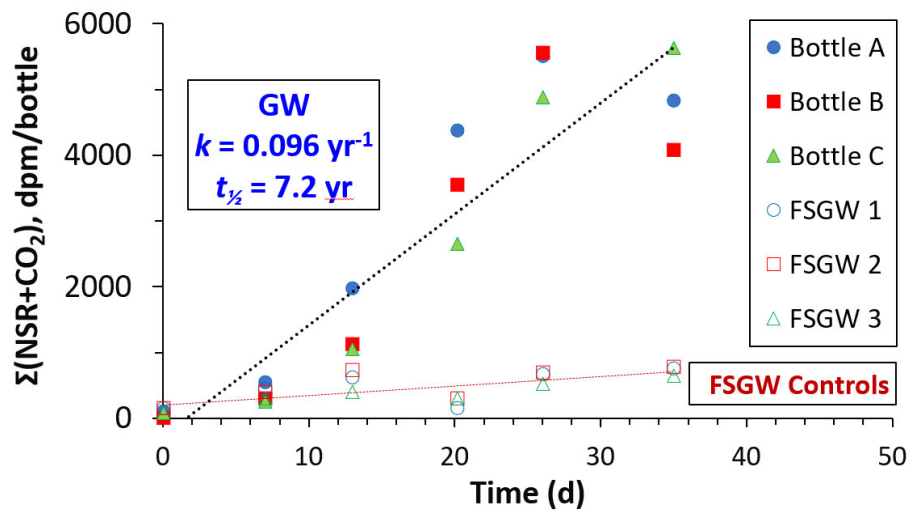 6000
4000
2000
0
Σ(NSR+CO₂), dpm/bottle
GW
k = 0.096 yr⁻¹
t½ = 7.2 yr
Bottle A
Bottle B
Bottle C
FSGW 1
FSGW 2
FSGW 3
FSGW Controls
0 10 20 30 40 50
Time (d)